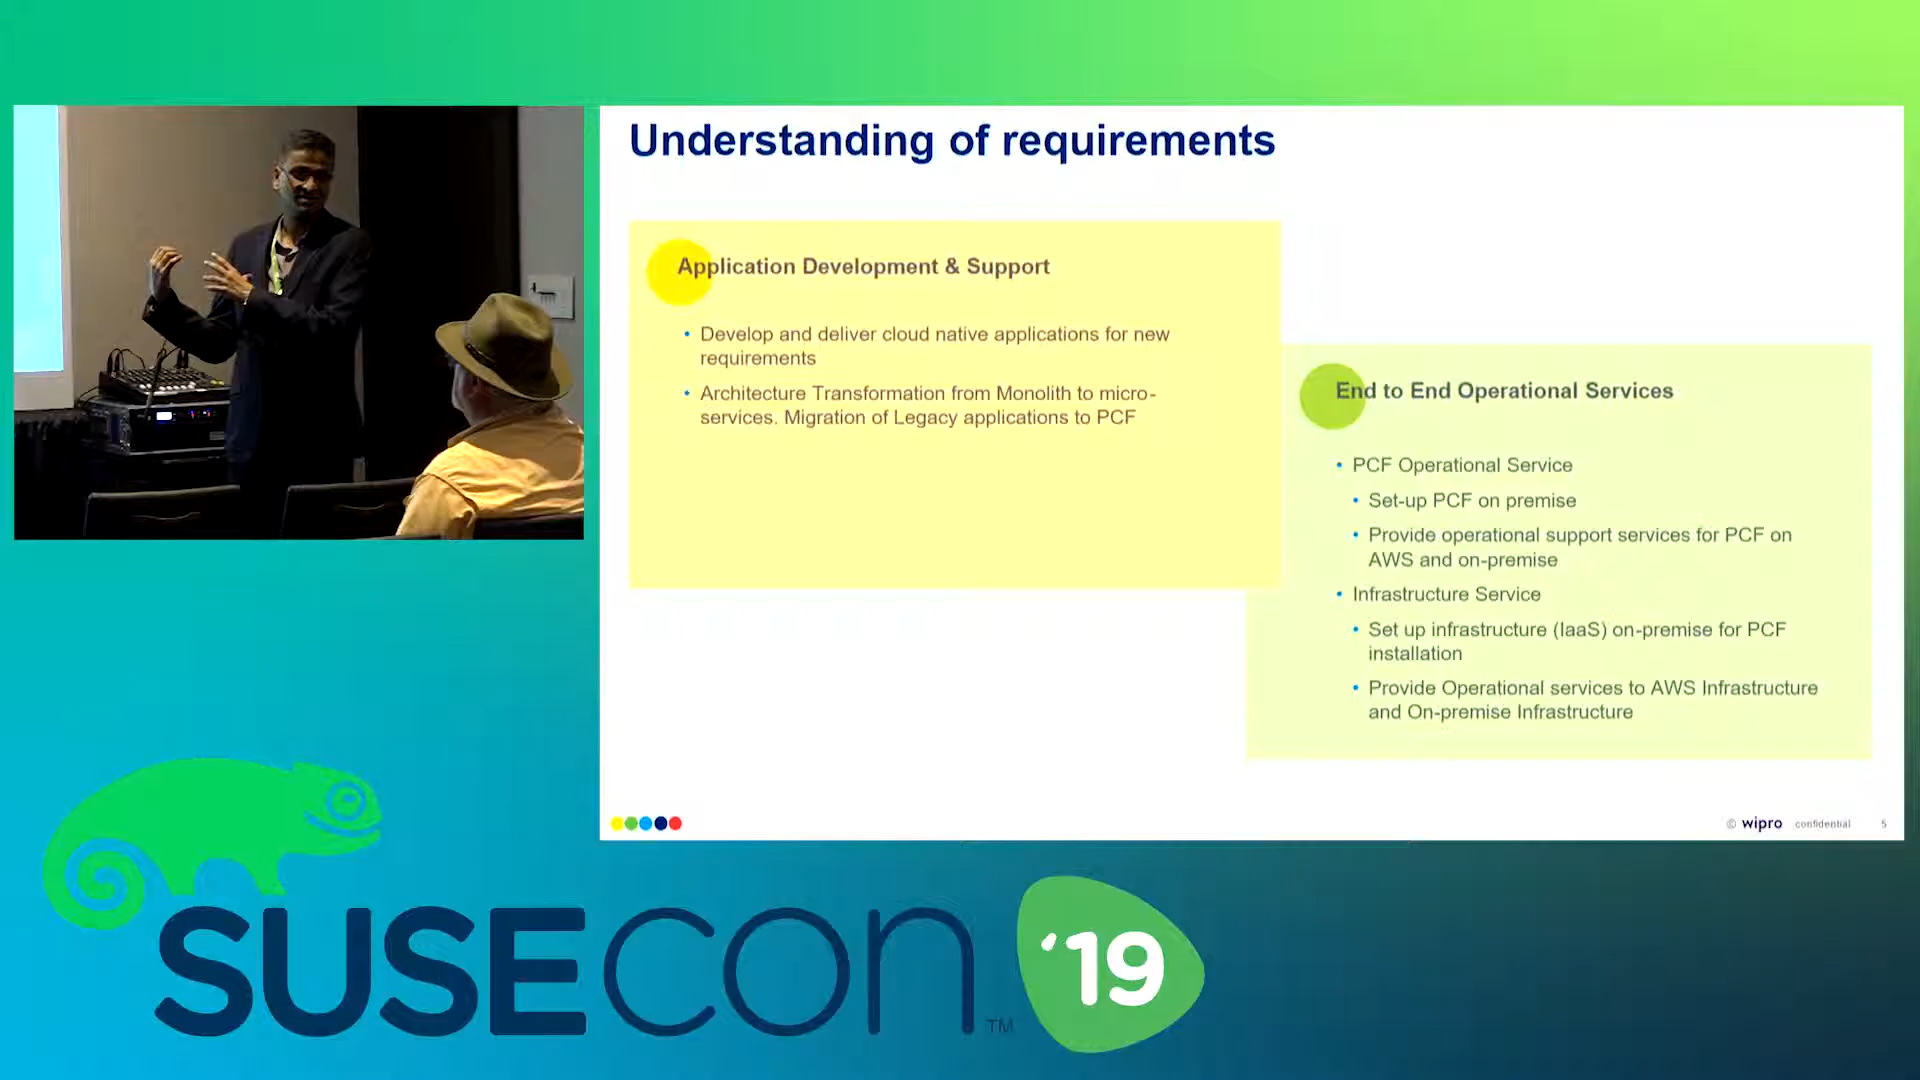 Understanding of requirements
Application Development & Support
• Develop and deliver cloud native applications for new
requirements
• Architecture Transformation from Monolith to micro-
services. Migration of Legacy applications to PCF
End to End Operational Services
• PCF Operational Service
• Set-up PCF on premise
• Provide operational support services for PCF on
AWS and on-premise
• Infrastructure Service
• Set up infrastructure (IaaS) on-premise for PCF
installation
• Provide Operational services to AWS Infrastructure
and On-premise Infrastructure
© wipro confidential 5
SUSECON™ '19